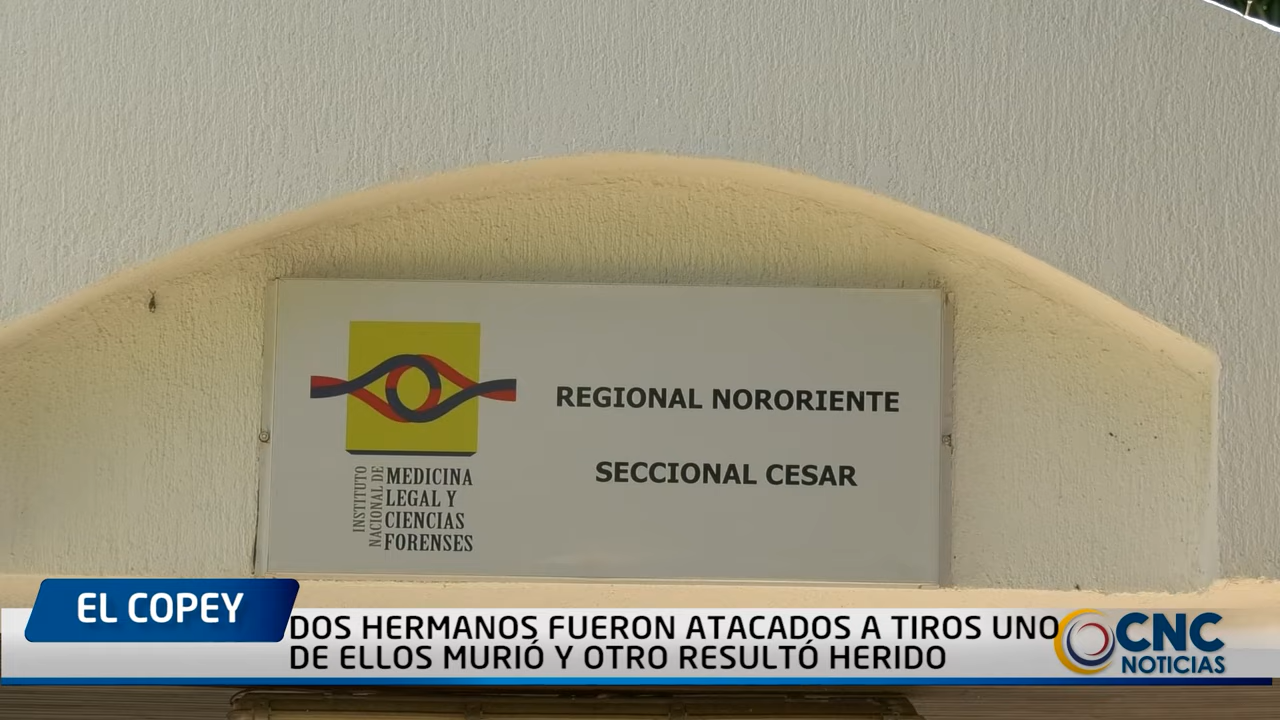 REGIONAL NORORIENTE
SECCIONAL CESAR
INSTITUTO
NACIONAL DE
MEDICINA
LEGAL Y
CIENCIAS
FORENSES
EL COPEY
DOS HERMANOS FUERON ATACADOS A TIROS UNO
DE ELLOS MURIÓ Y OTRO RESULTÓ HERIDO
CNC
NOTICIAS